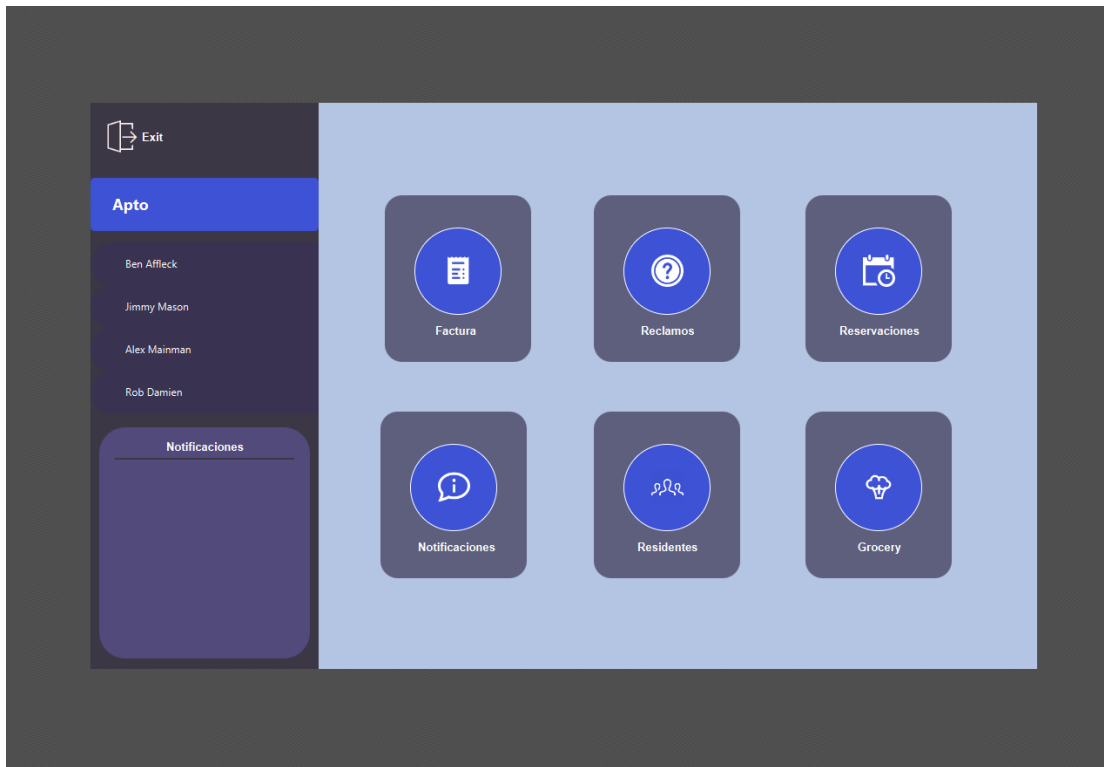 Exit
Apto
Ben Affleck
Jimmy Mason
Alex Mainman
Rob Damien
Notificaciones
Factura
Reclamos
Reservaciones
Notificaciones
Residentes
Grocery